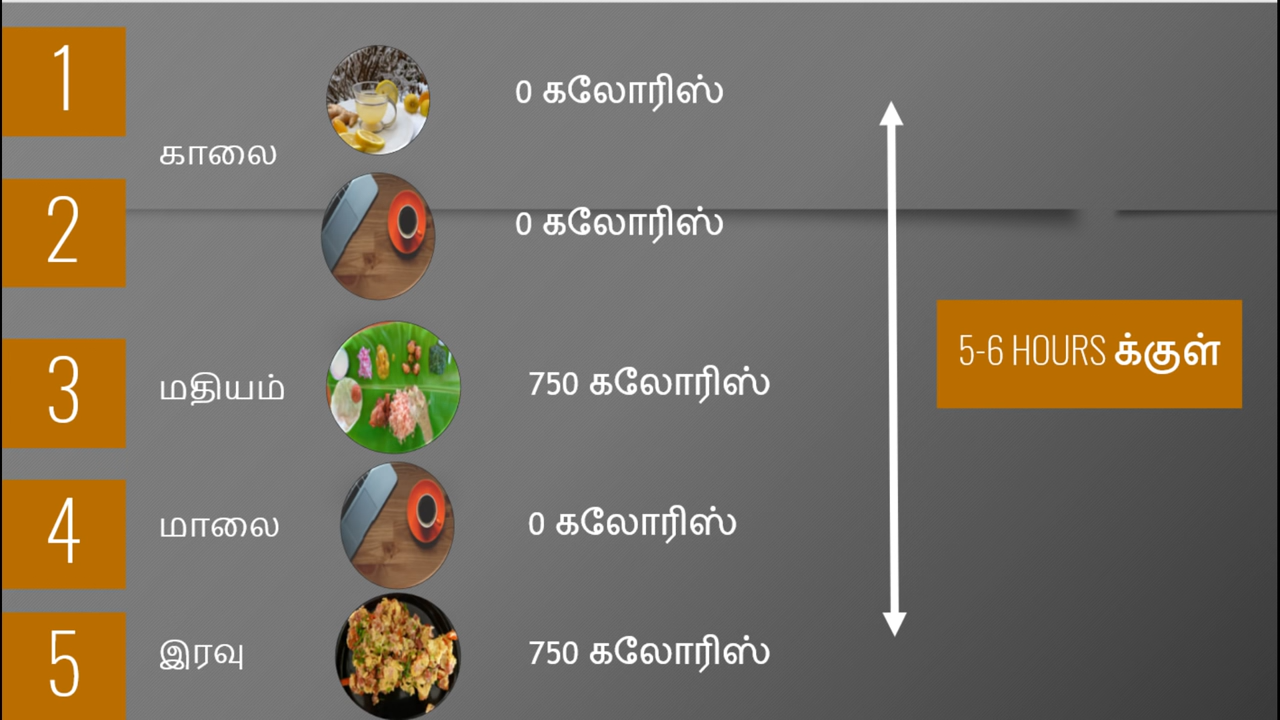 1
காலை
0 கலோரிஸ்
2
0 கலோரிஸ்
3
மதியம்
750 கலோரிஸ்
5-6 HOURS க்குள்
4
மாலை
0 கலோரிஸ்
5
இரவு
750 கலோரிஸ்